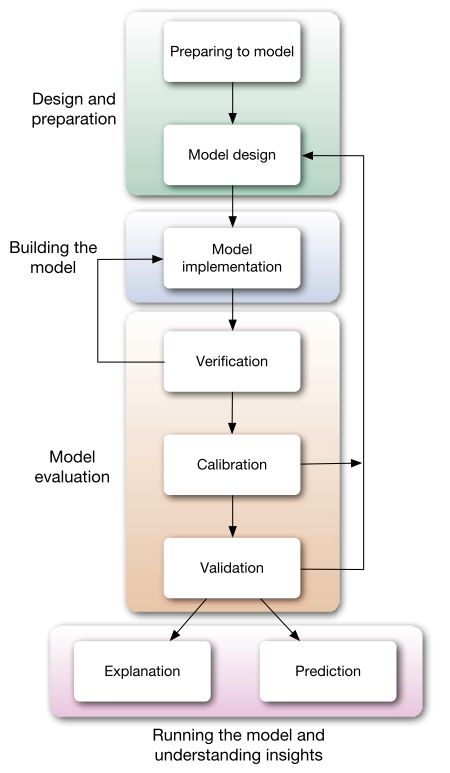 Preparing to model
Design and
preparation
Model design
Building the
model
Model
implementation
Verification
Model
evaluation
Calibration
Validation
Explanation
Prediction
Running the model and
understanding insights